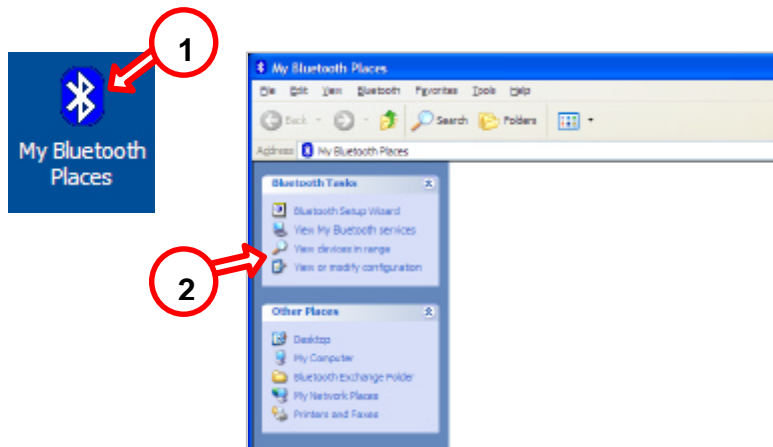 1
My Bluetooth
Places
My Bluetooth Places
File Edit View Bluetooth Favorites Tools Help
Back Search Folders
Address My Bluetooth Places
Bluetooth Tasks
Bluetooth Setup Wizard
View My Bluetooth services
View devices in range
View or modify configuration
2
Other Places
Desktop
My Computer
Bluetooth Exchange Folder
My Network Places
Printers and Faxes